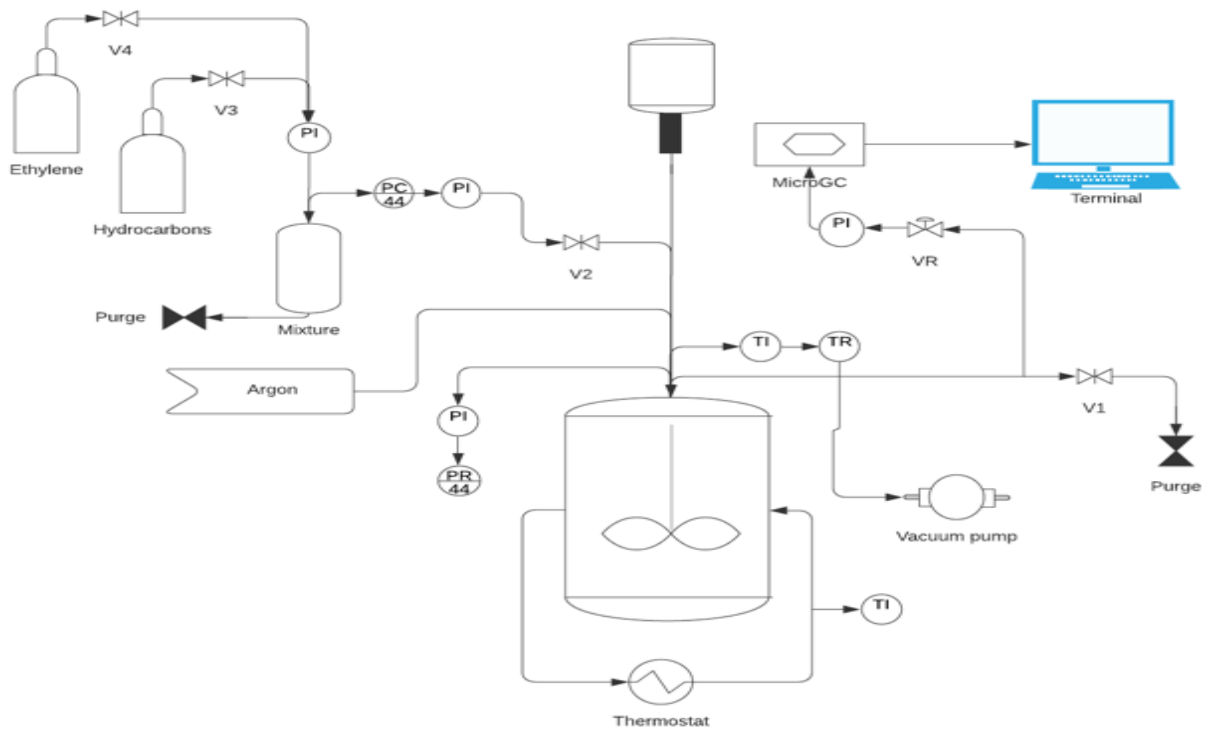 V4
V3
Ethylene
PI
Hydrocarbons
PC
44
PI
V2
MicroGC
PI
VR
Terminal
Purge
Mixture
TI
TR
Argon
V1
PI
PR
44
Purge
Vacuum pump
TI
Thermostat